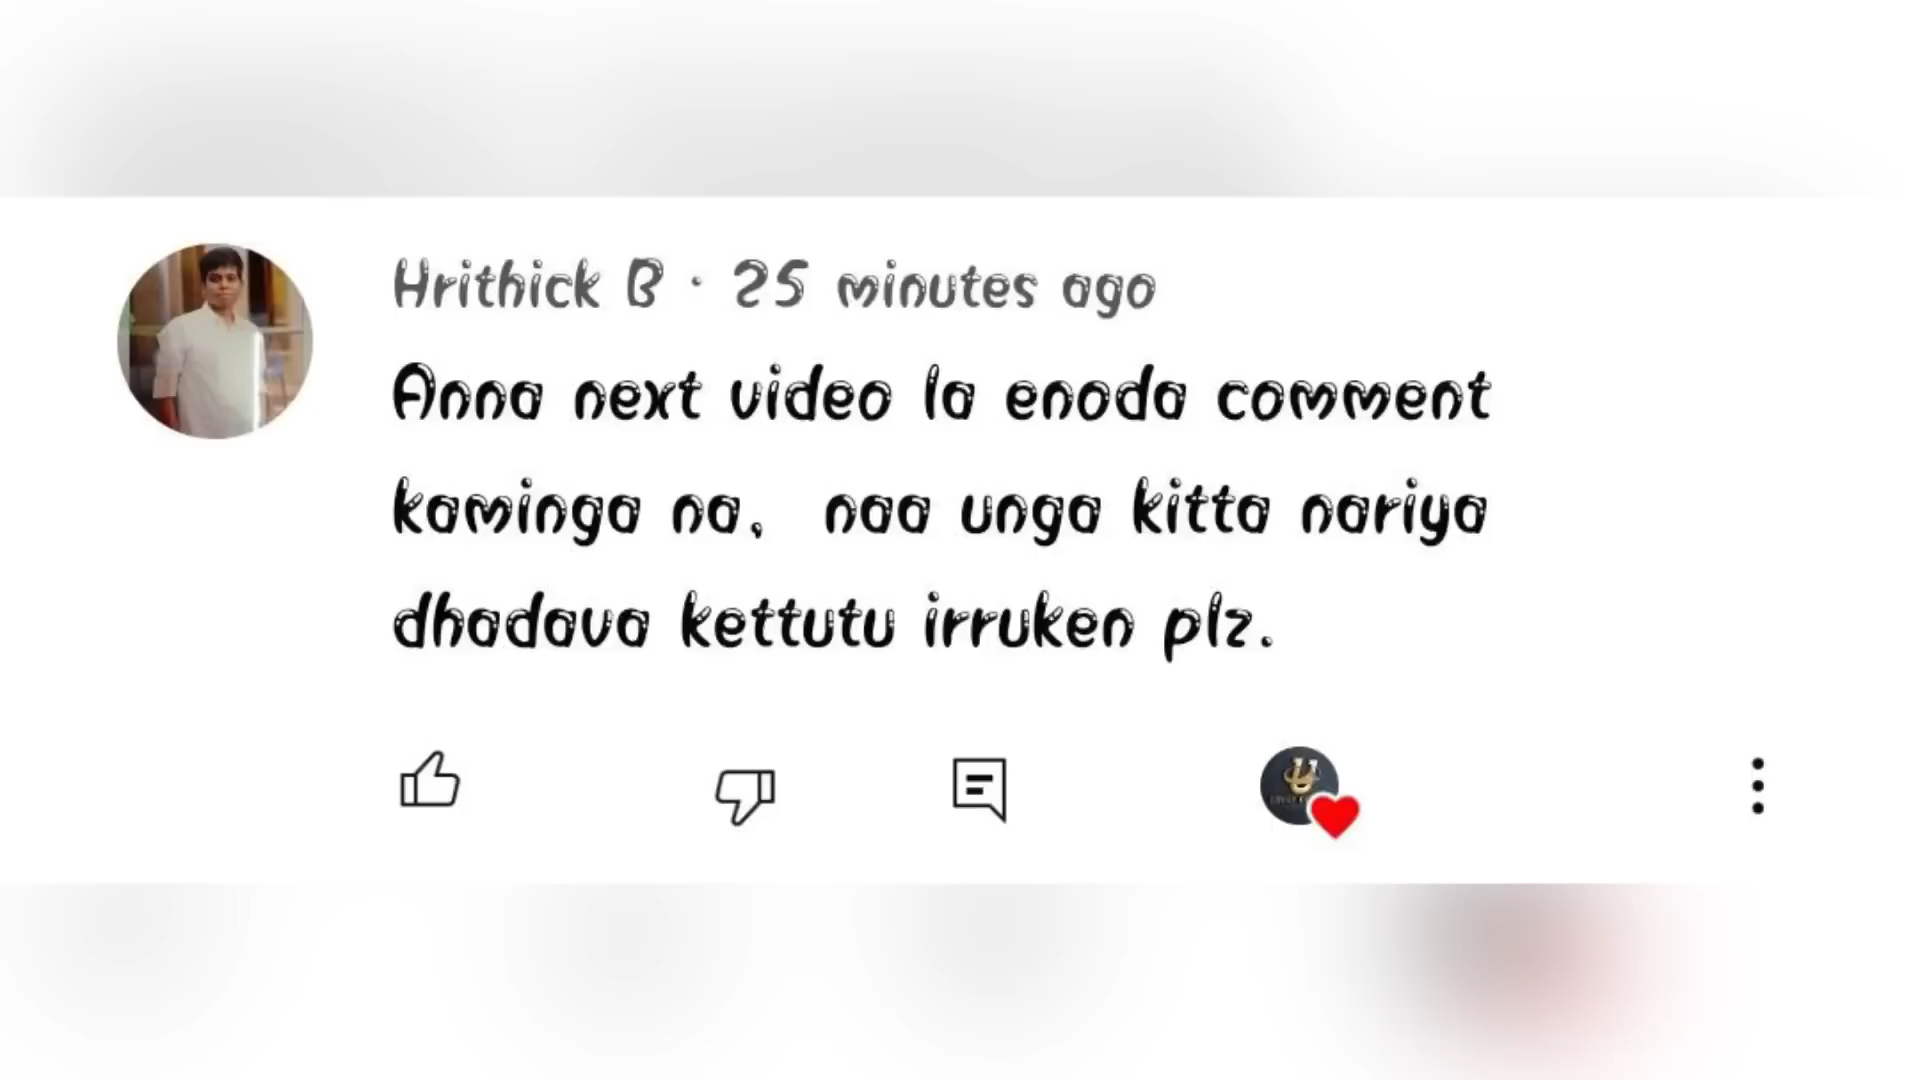 Hrithick B · 25 minutes ago
Anna next video la enoda comment
kaminga na, naa unga kitta nariya
dhadava kettutu irruken plz.